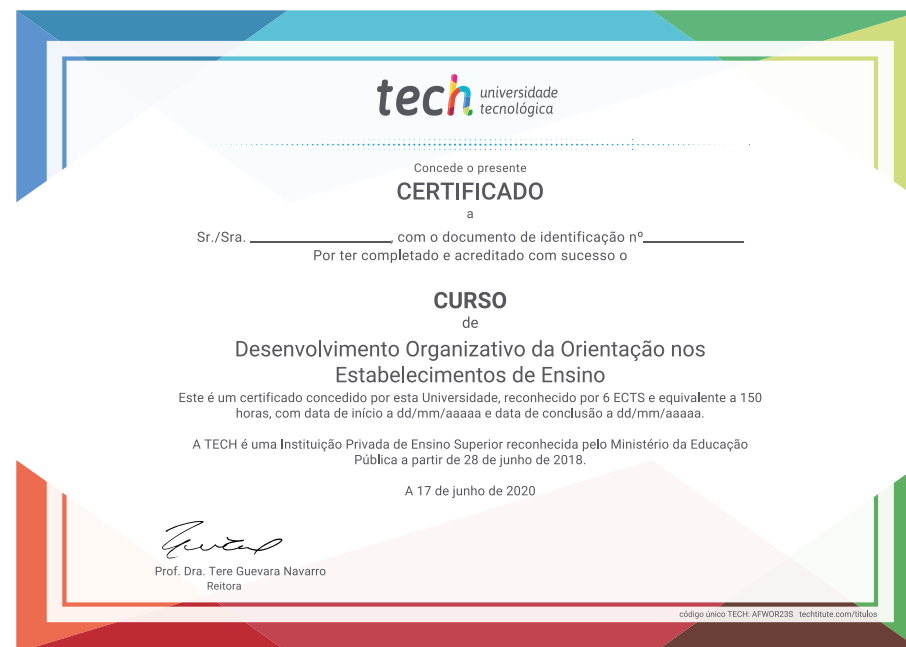 tech universidade
tecnológica
Concede o presente
CERTIFICADO
a
Sr./Sra. ____________________, com o documento de identificação nº______________
Por ter completado e acreditado com sucesso o
CURSO
de
Desenvolvimento Organizativo da Orientação nos
Estabelecimentos de Ensino
Este é um certificado concedido por esta Universidade, reconhecido por 6 ECTS e equivalente a 150
horas, com data de início a dd/mm/aaaaa e data de conclusão a dd/mm/aaaaa.
A TECH é uma Instituição Privada de Ensino Superior reconhecida pelo Ministério da Educação
Pública a partir de 28 de junho de 2018.
A 17 de junho de 2020
Prof. Dra. Tere Guevara Navarro
Reitora
código único TECH: AFWOR23S techtitute.com/titulos